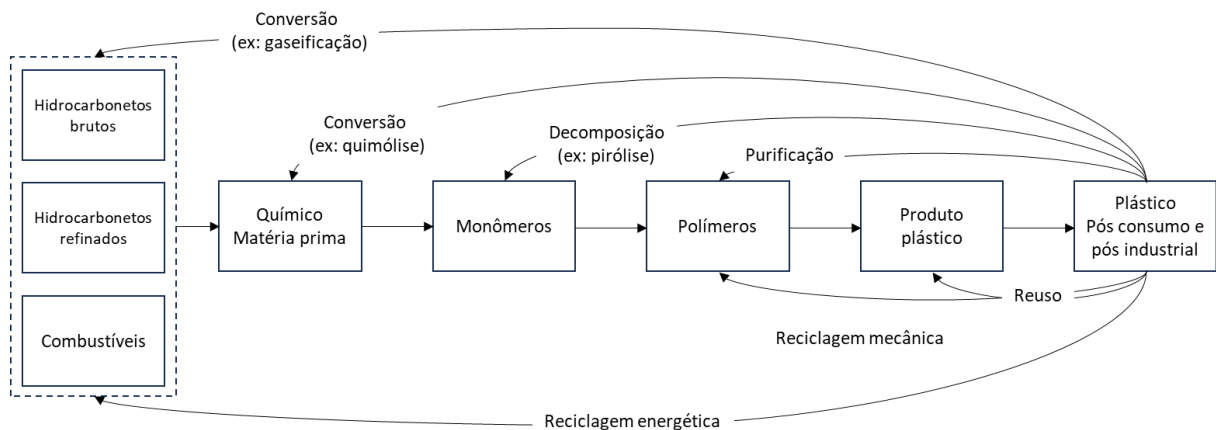 Conversão
(ex: gaseificação)
Hidrocarbonetos
brutos
Conversão
(ex: quimólise)
Decomposição
(ex: pirólise)
Purificação
Hidrocarbonetos
refinados
Químico
Matéria prima
Monômeros
Polímeros
Produto
plástico
Plástico
Pós consumo e
pós industrial
Combustíveis
Reuso
Reciclagem mecânica
Reciclagem energética